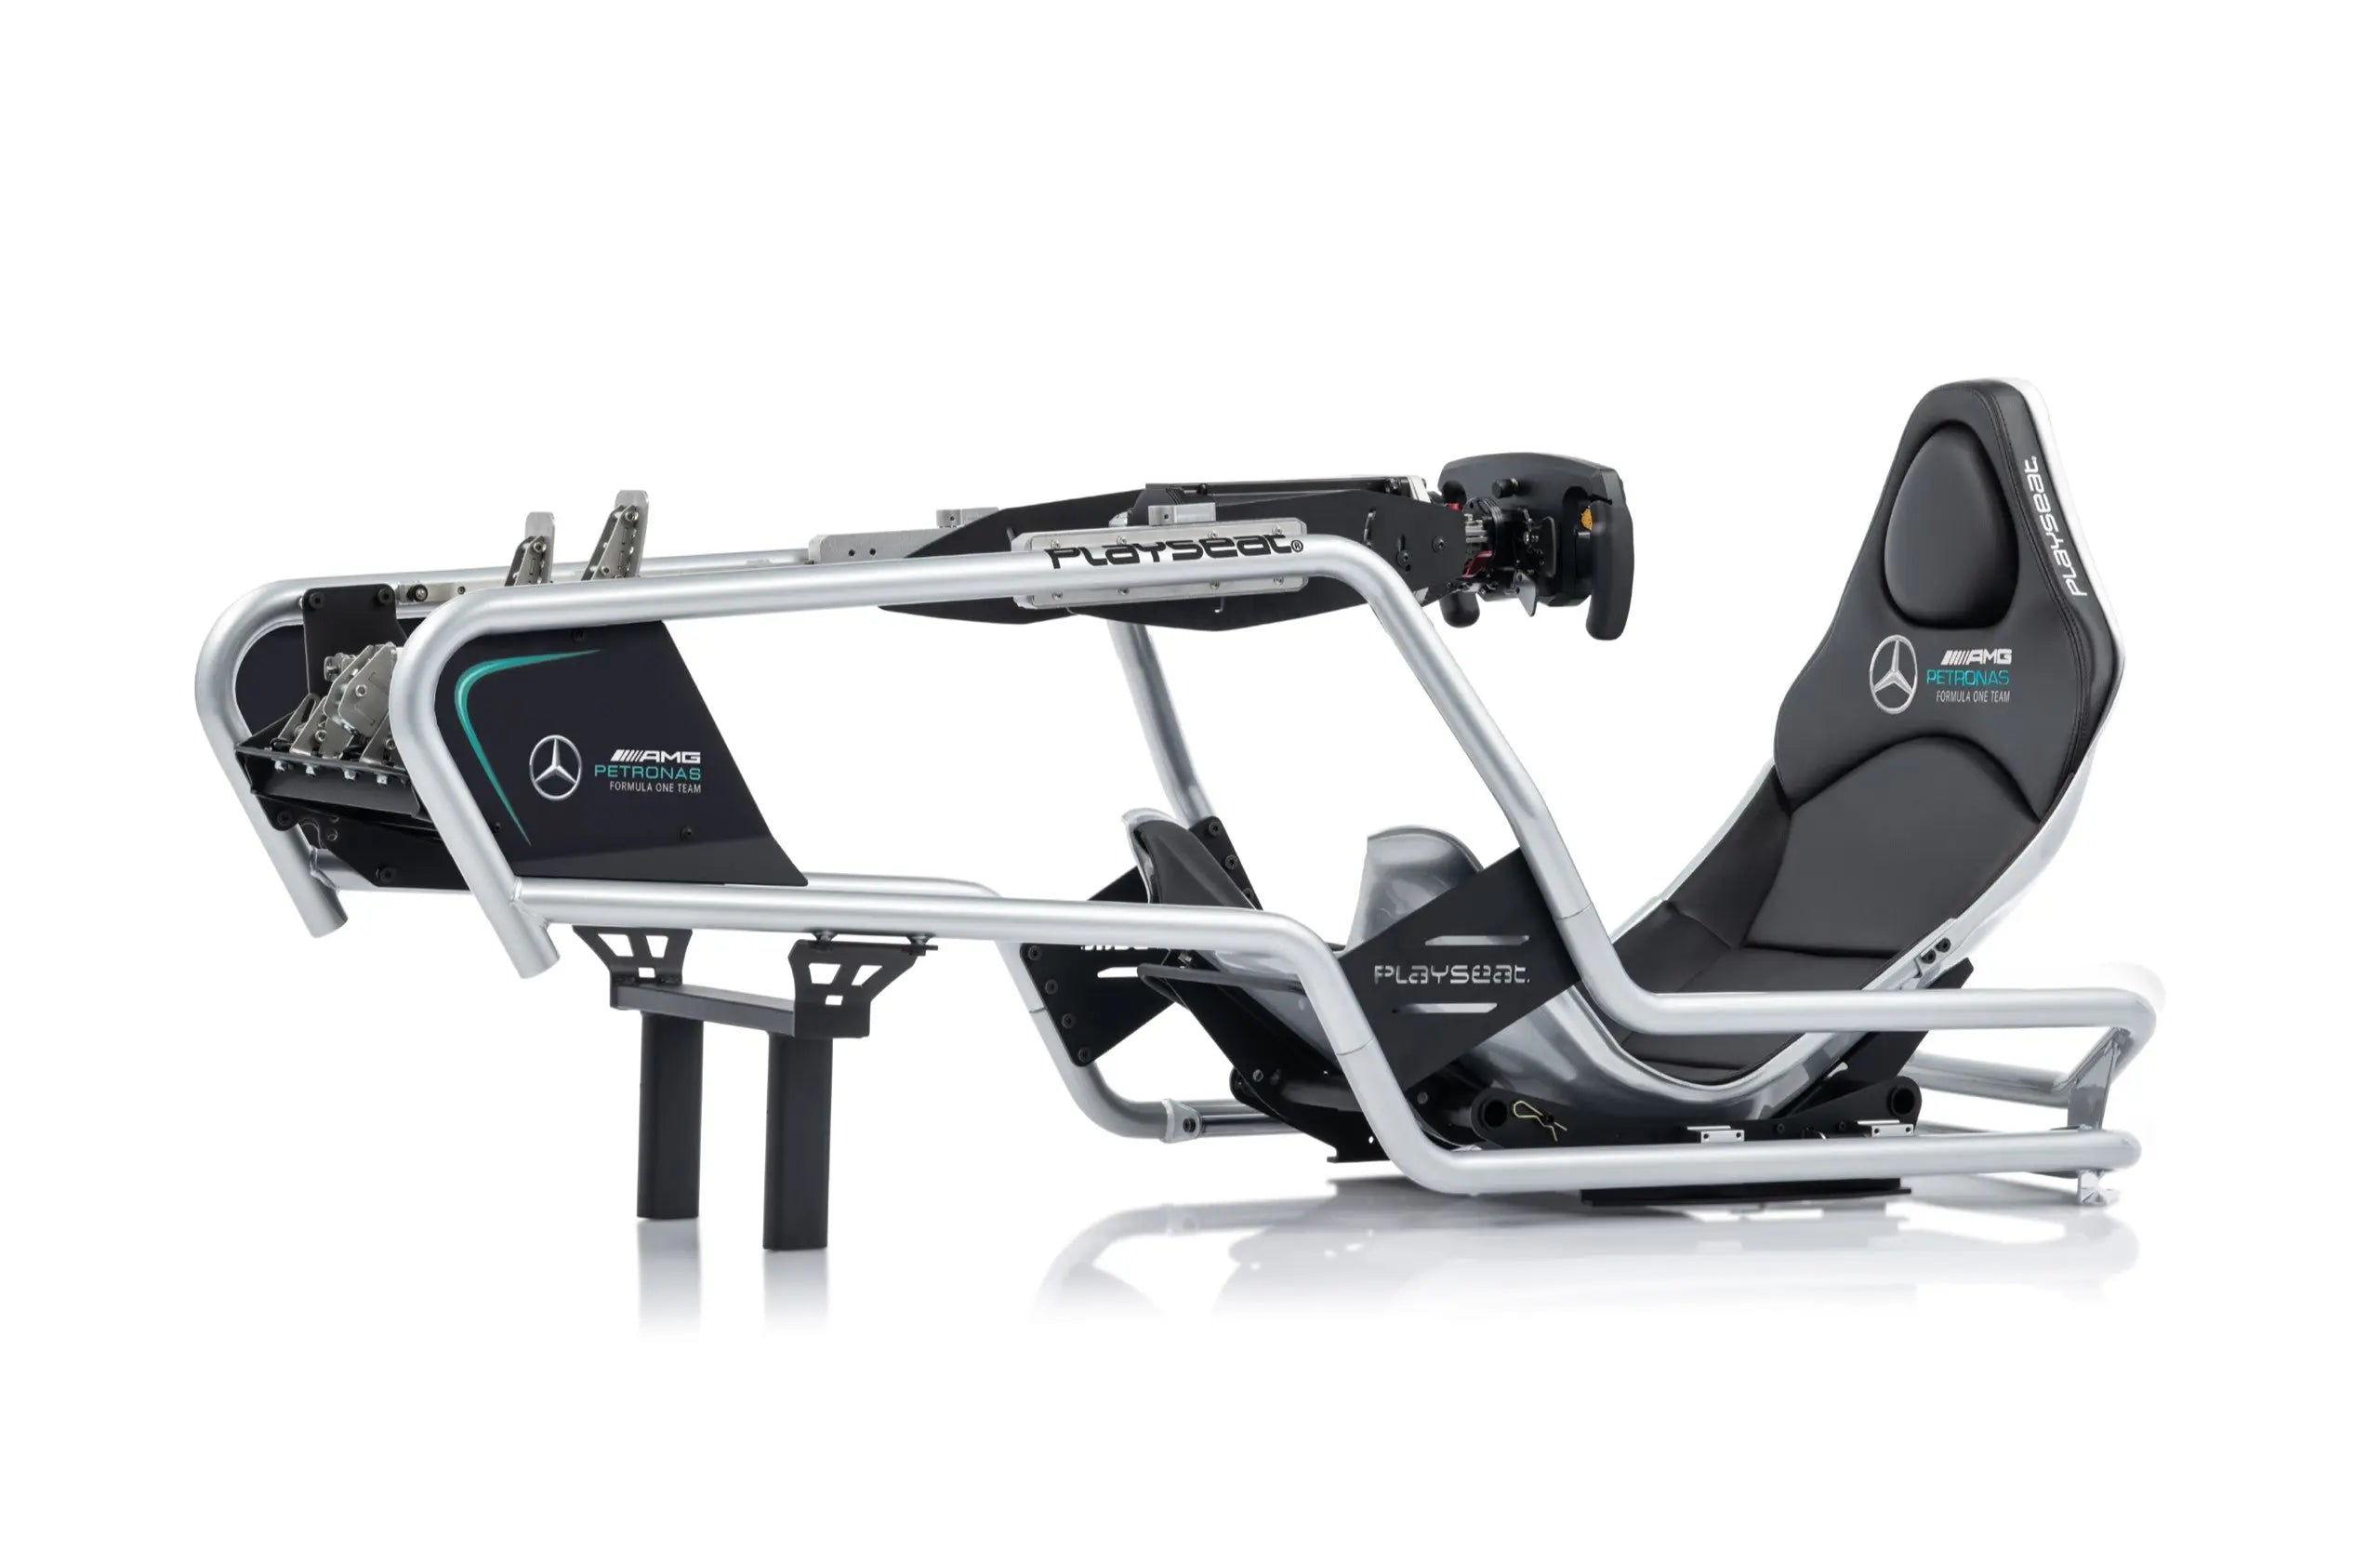 PLAYSEAT®
PLAYSEAT
AMG
PETRONAS
FORMULA ONE TEAM
AMG
PETRONAS
FORMULA ONE TEAM
PLAYSEAT